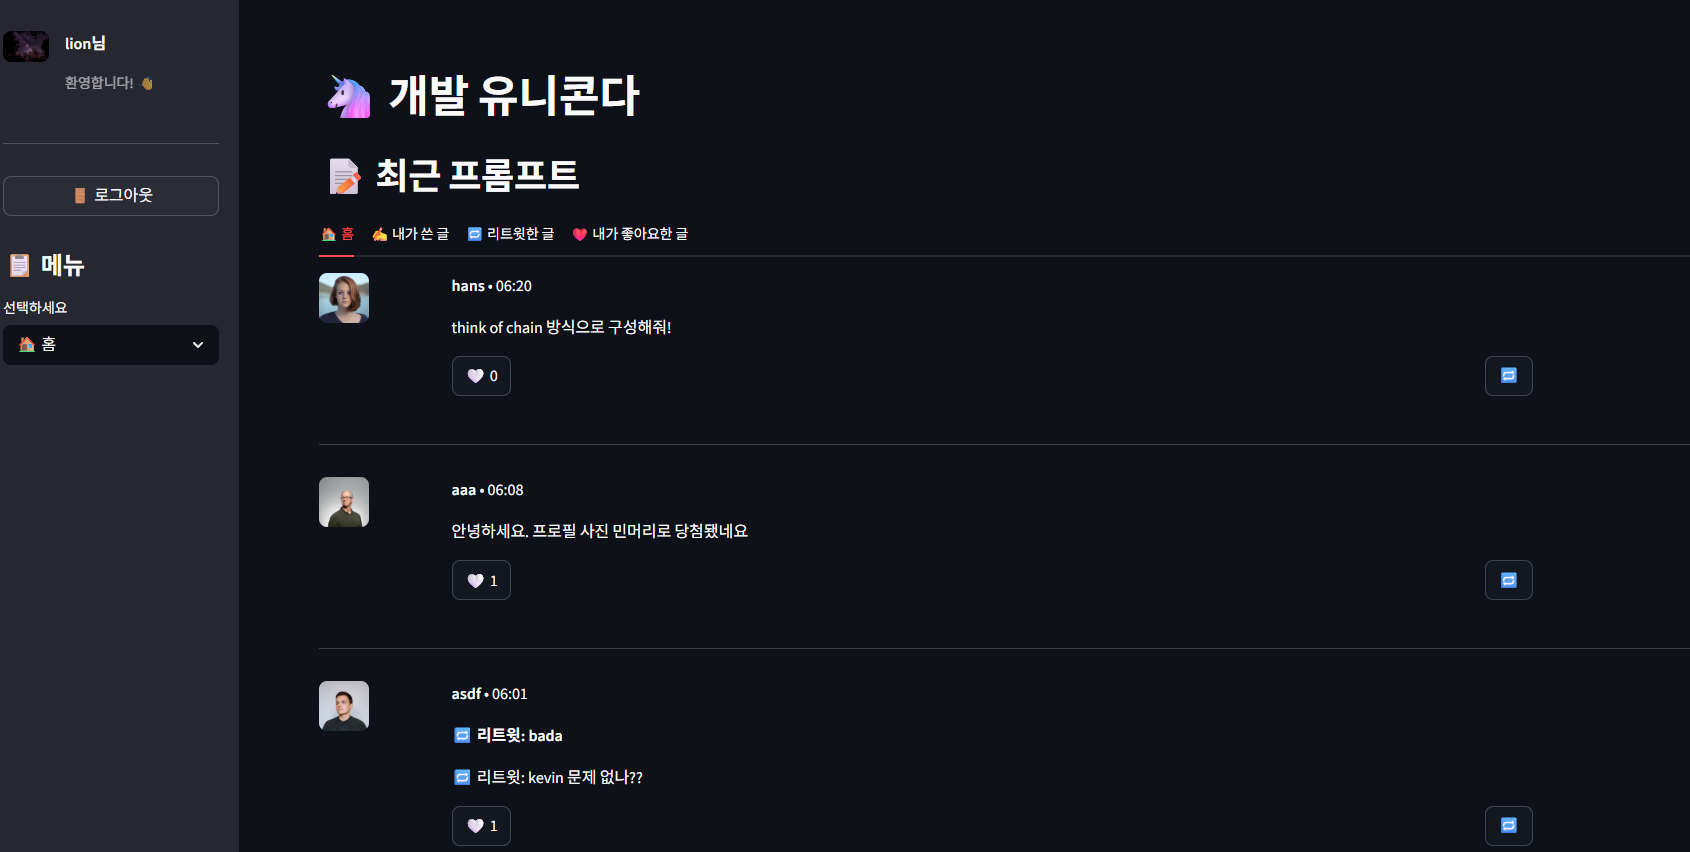 lion님
환영합니다! 👋
🚪 로그아웃
📋 메뉴
선택하세요
🏠 홈
🦄 개발 유니콘다
📝 최근 프롬프트
🏠 홈 ✍️ 내가 쓴 글 🔁 리트윗한 글 💗 내가 좋아요한 글
hans • 06:20
think of chain 방식으로 구성해줘!
🤍 0 🔁
aaa • 06:08
안녕하세요. 프로필 사진 민머리로 당첨됐네요
🤍 1 🔁
asdf • 06:01
🔁 리트윗: bada
🔁 리트윗: kevin 문제 없나??
🤍 1 🔁